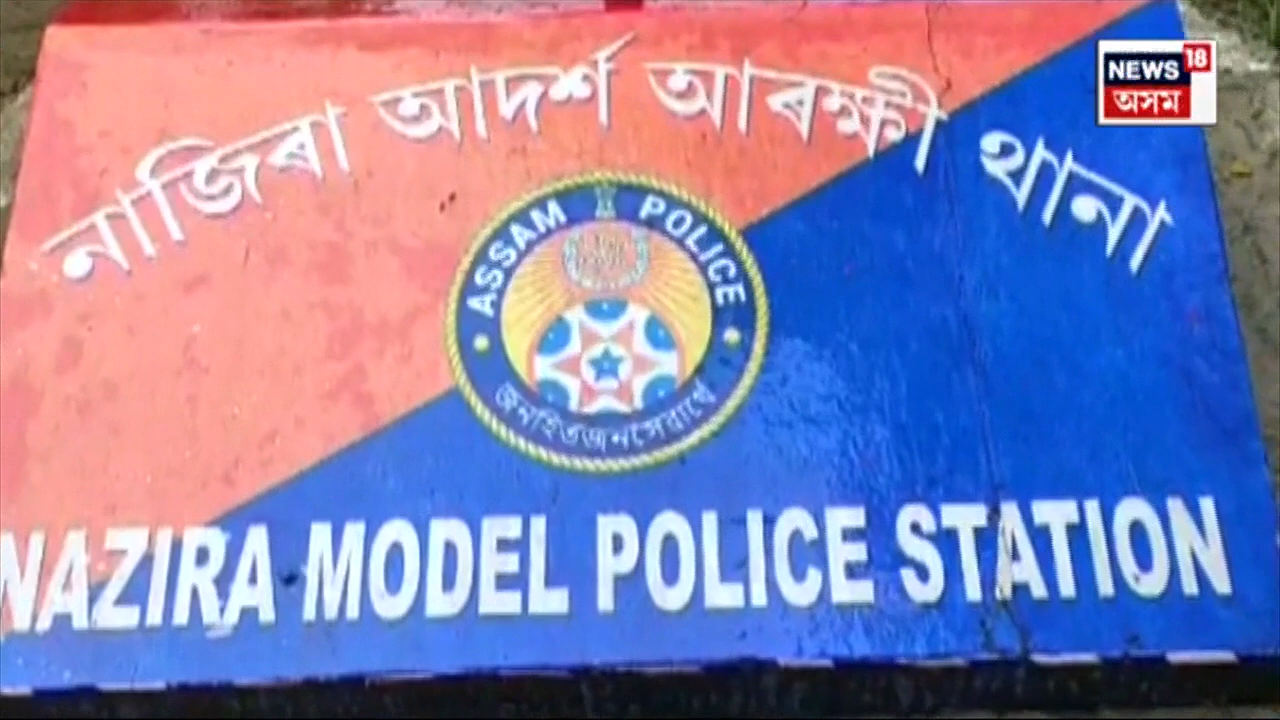 নাজিৰা আদৰ্শ আৰক্ষী থানা
NEWS 18
অসম
ASSAM POLICE
NAZIRA MODEL POLICE STATION